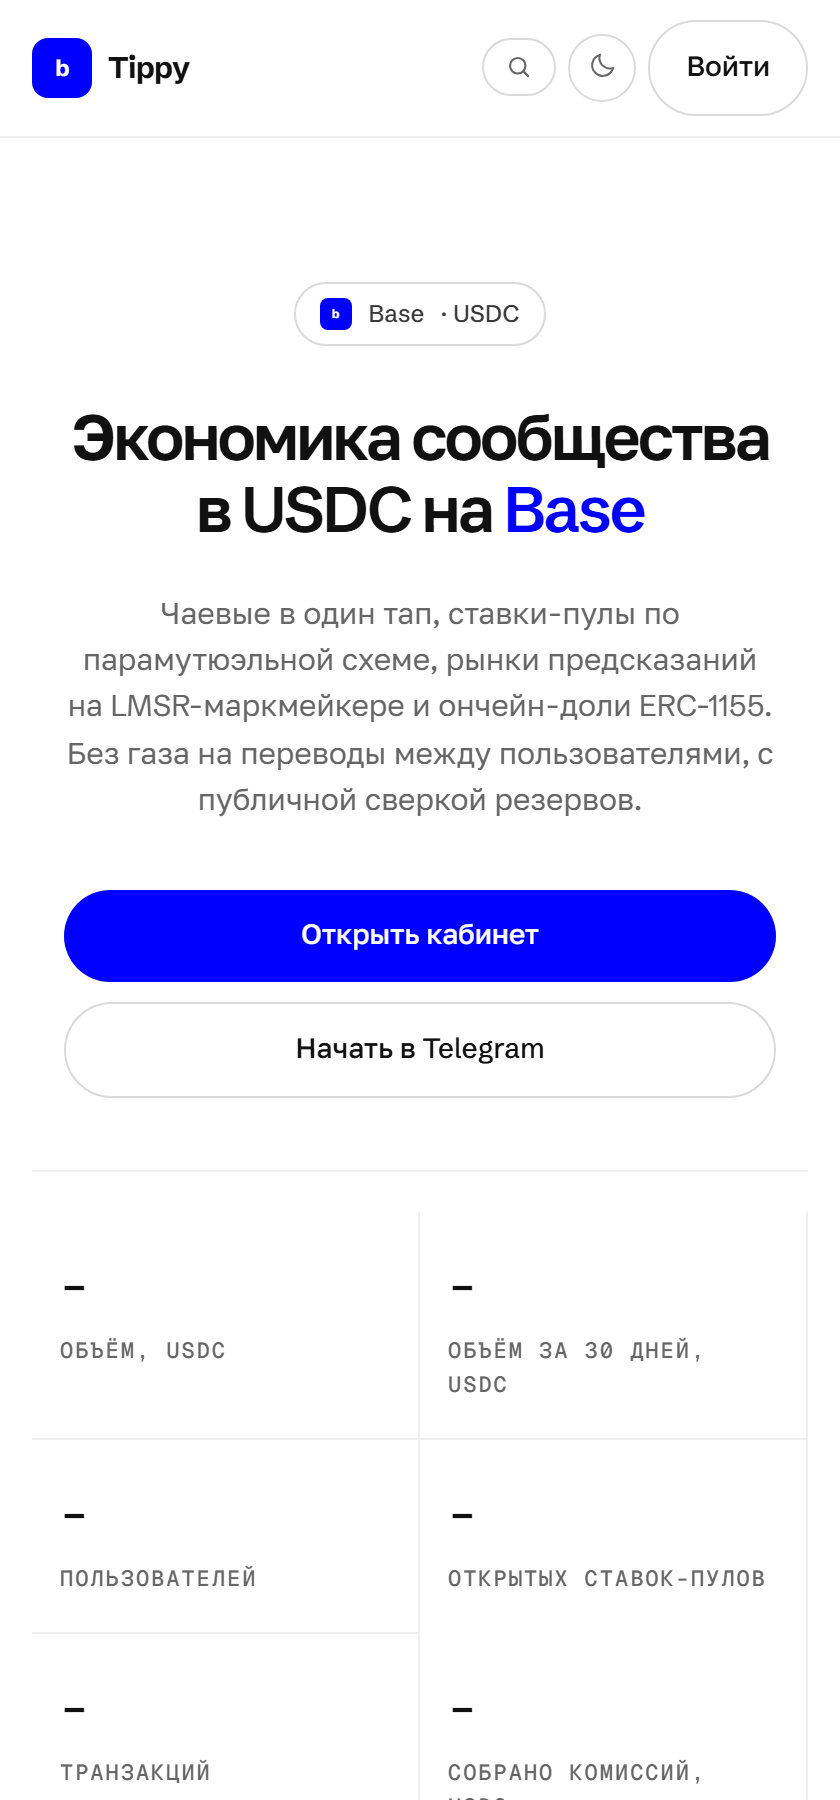 b Tippy Войти
b Base · USDC
Экономика сообщества
в USDC на Base
Чаевые в один тап, ставки-пулы по
парамутюэльной схеме, рынки предсказаний
на LMSR-маркмейкере и ончейн-доли ERC-1155.
Без газа на переводы между пользователями, с
публичной сверкой резервов.
Открыть кабинет
Начать в Telegram
–
ОБЪЁМ, USDC
–
ОБЪЁМ ЗА 30 ДНЕЙ,
USDC
–
ПОЛЬЗОВАТЕЛЕЙ
–
ОТКРЫТЫХ СТАВОК-ПУЛОВ
–
ТРАНЗАКЦИЙ
–
СОБРАНО КОМИССИЙ,
USDC